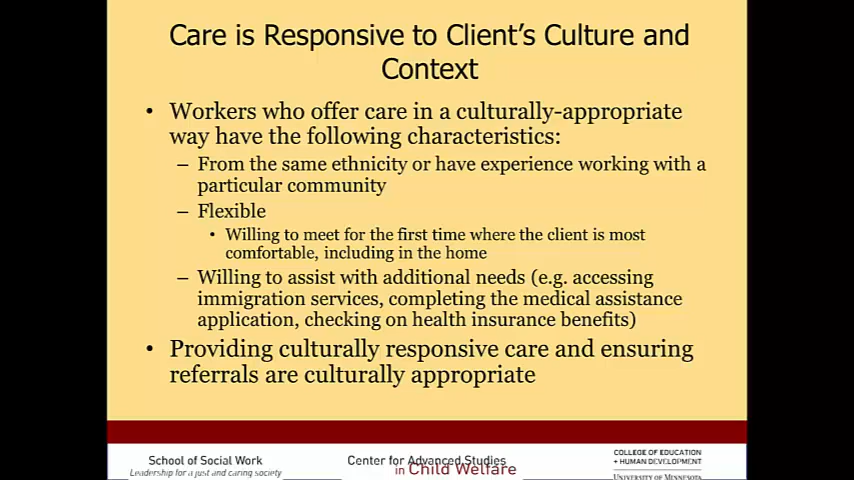 Care is Responsive to Client's Culture and
Context
• Workers who offer care in a culturally-appropriate
way have the following characteristics:
– From the same ethnicity or have experience working with a
particular community
– Flexible
• Willing to meet for the first time where the client is most
comfortable, including in the home
– Willing to assist with additional needs (e.g. accessing
immigration services, completing the medical assistance
application, checking on health insurance benefits)
• Providing culturally responsive care and ensuring
referrals are culturally appropriate
School of Social Work
Leadership for a just and caring society
Center for Advanced Studies
in Child Welfare
COLLEGE OF EDUCATION
+ HUMAN DEVELOPMENT
UNIVERSITY OF MINNESOTA